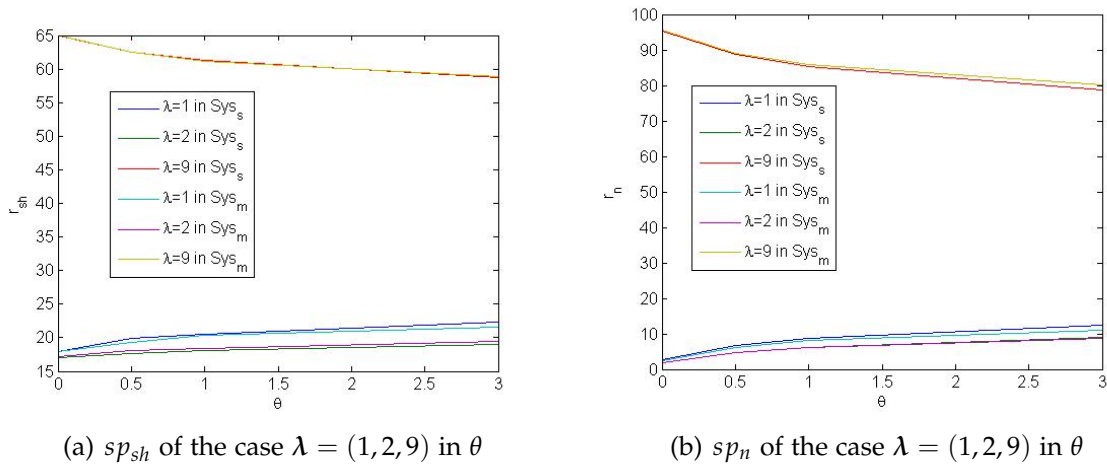 65
60
55
50
45
40
35
30
25
20
15
r_sh
λ=1 in Sys_s
λ=2 in Sys_s
λ=9 in Sys_s
λ=1 in Sys_m
λ=2 in Sys_m
λ=9 in Sys_m
0 0.5 1 1.5 2 2.5 3
θ
(a) sp_sh of the case λ = (1, 2, 9) in θ
100
90
80
70
60
50
40
30
20
10
0
r_n
λ=1 in Sys_s
λ=2 in Sys_s
λ=9 in Sys_s
λ=1 in Sys_m
λ=2 in Sys_m
λ=9 in Sys_m
0 0.5 1 1.5 2 2.5 3
θ
(b) sp_n of the case λ = (1, 2, 9) in θ